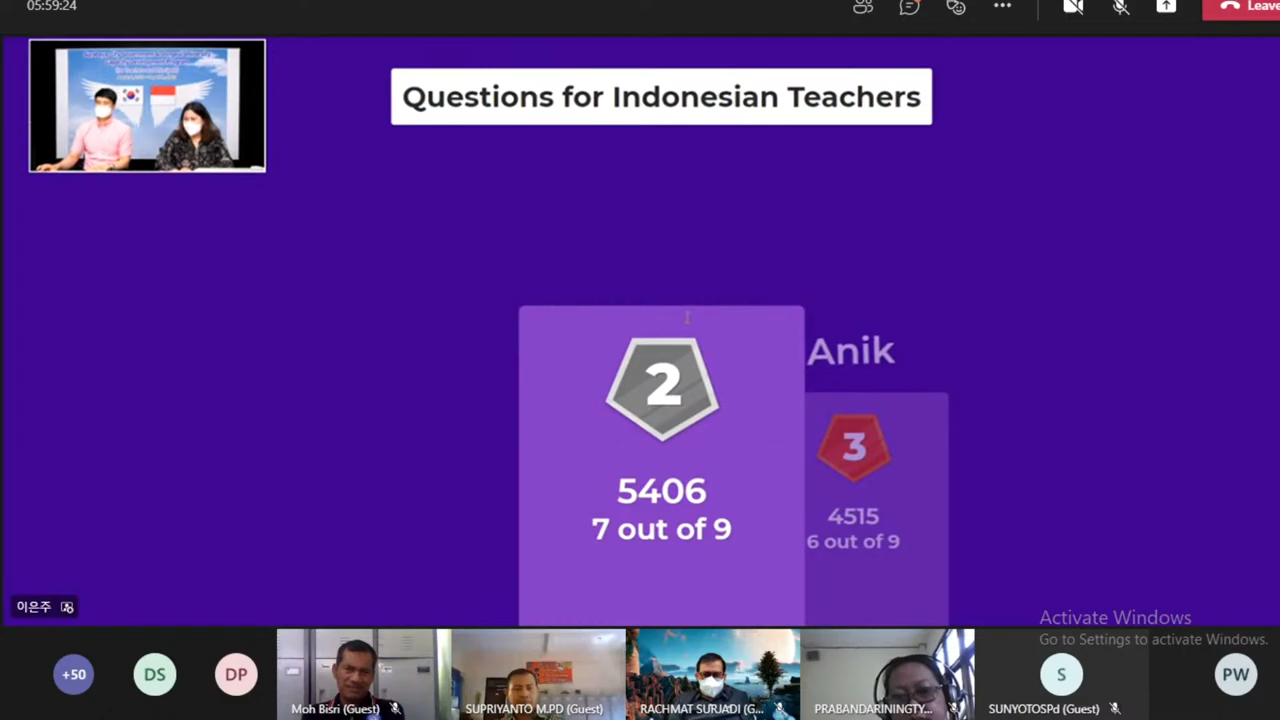 05:59:24
Leave
Questions for Indonesian Teachers
2
5406
7 out of 9
Anik
3
4515
6 out of 9
이은주
Activate Windows
Go to Settings to activate Windows.
+50
DS
DP
Moh Bisri (Guest)
SUPRIYANTO M.PD (Guest)
RACHMAT SURJADI (G...
PRABANDARININGTY...
S
SUNYOTOSPd (Guest)
PW